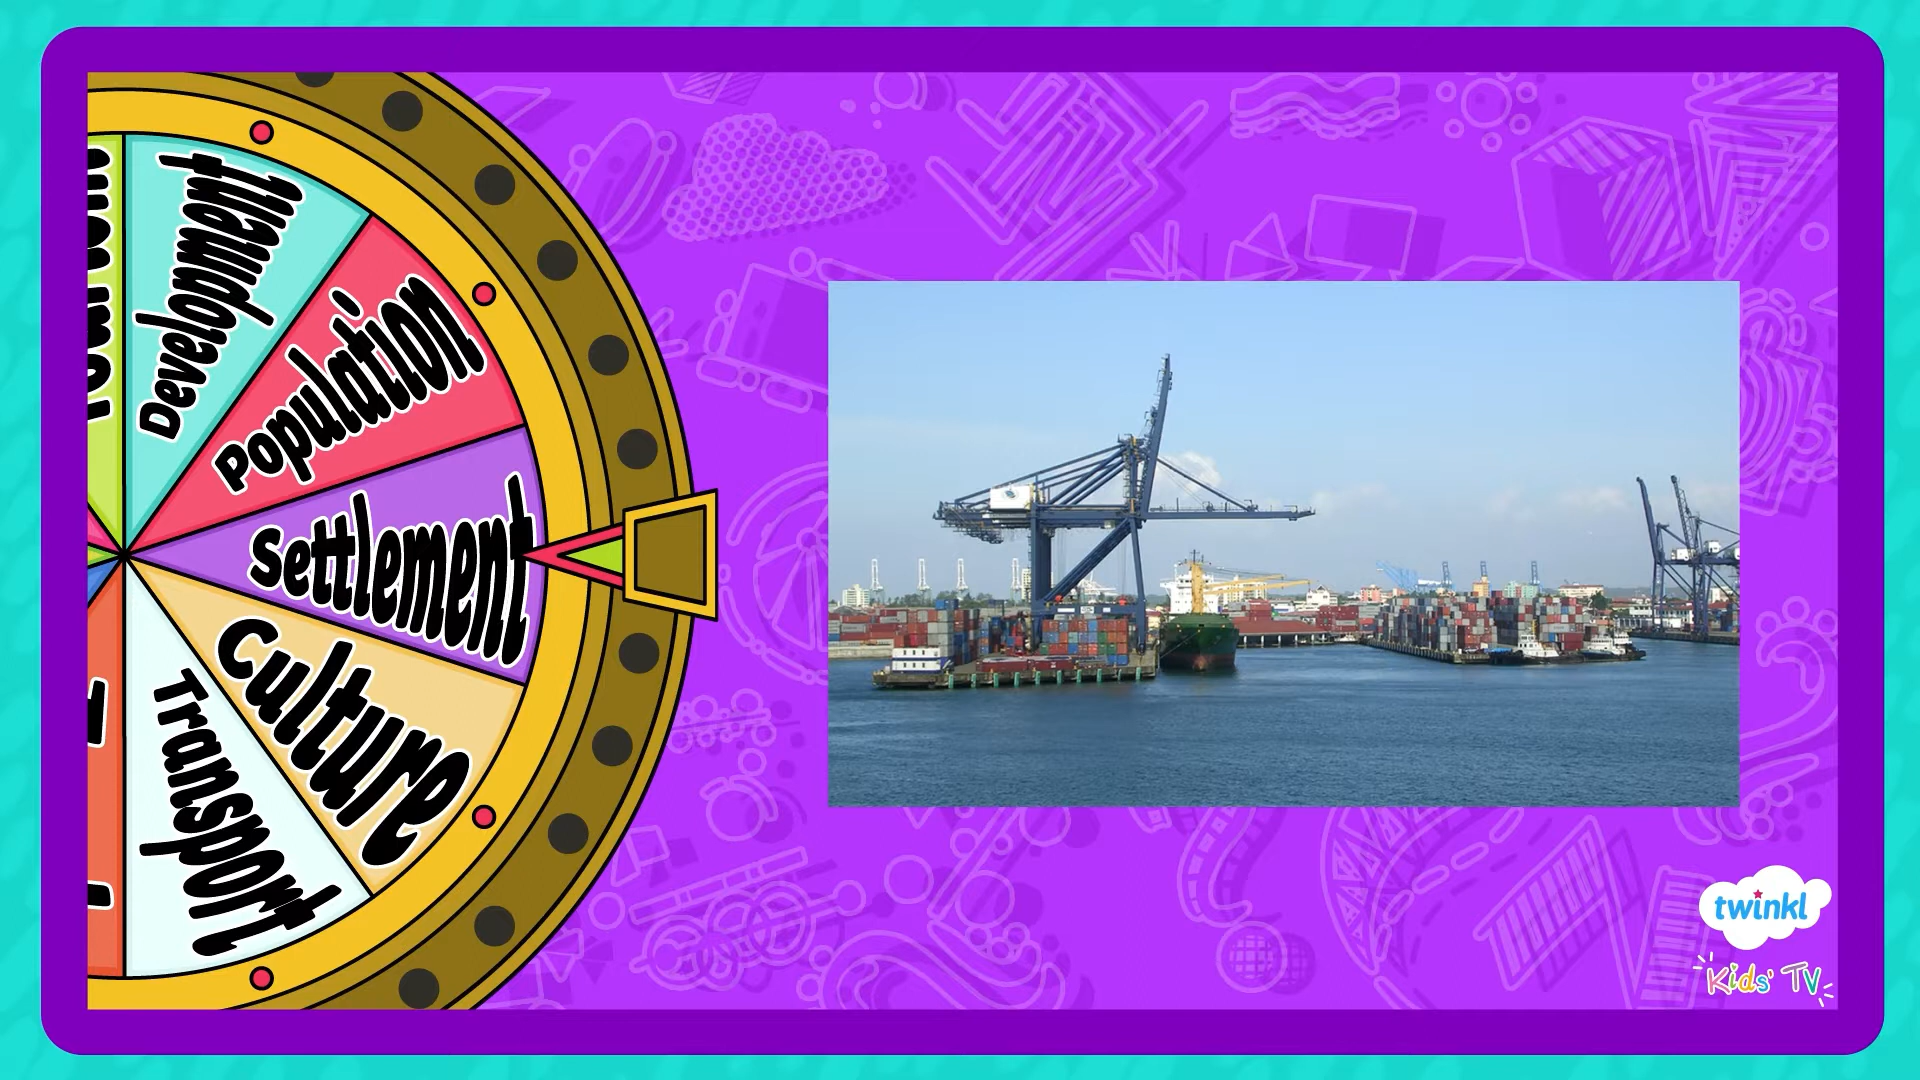 Development
Population
Settlement
Culture
Transport
twinkl
Kids' TV